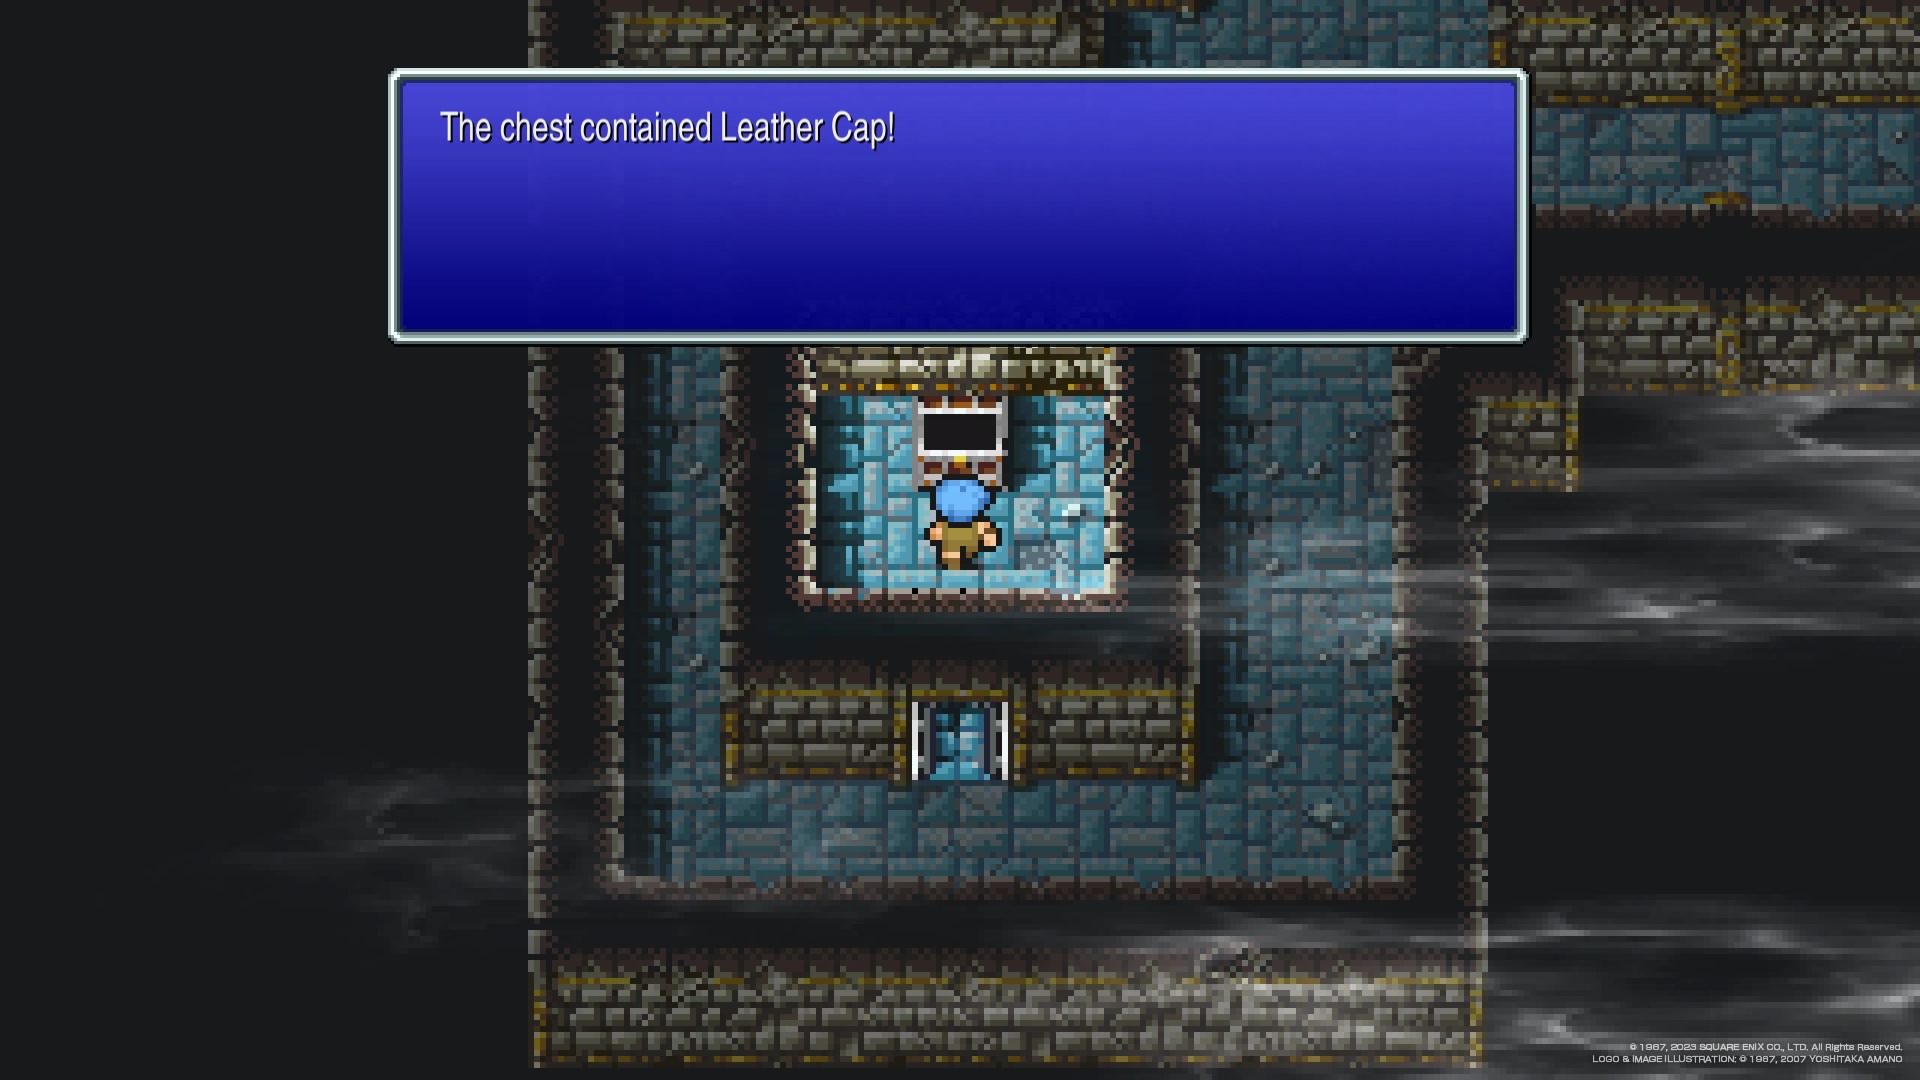 The chest contained Leather Cap!
© 1987, 2023 SQUARE ENIX CO., LTD. All Rights Reserved.
LOGO & IMAGE ILLUSTRATION: © 1987, 2007 YOSHITAKA AMANO